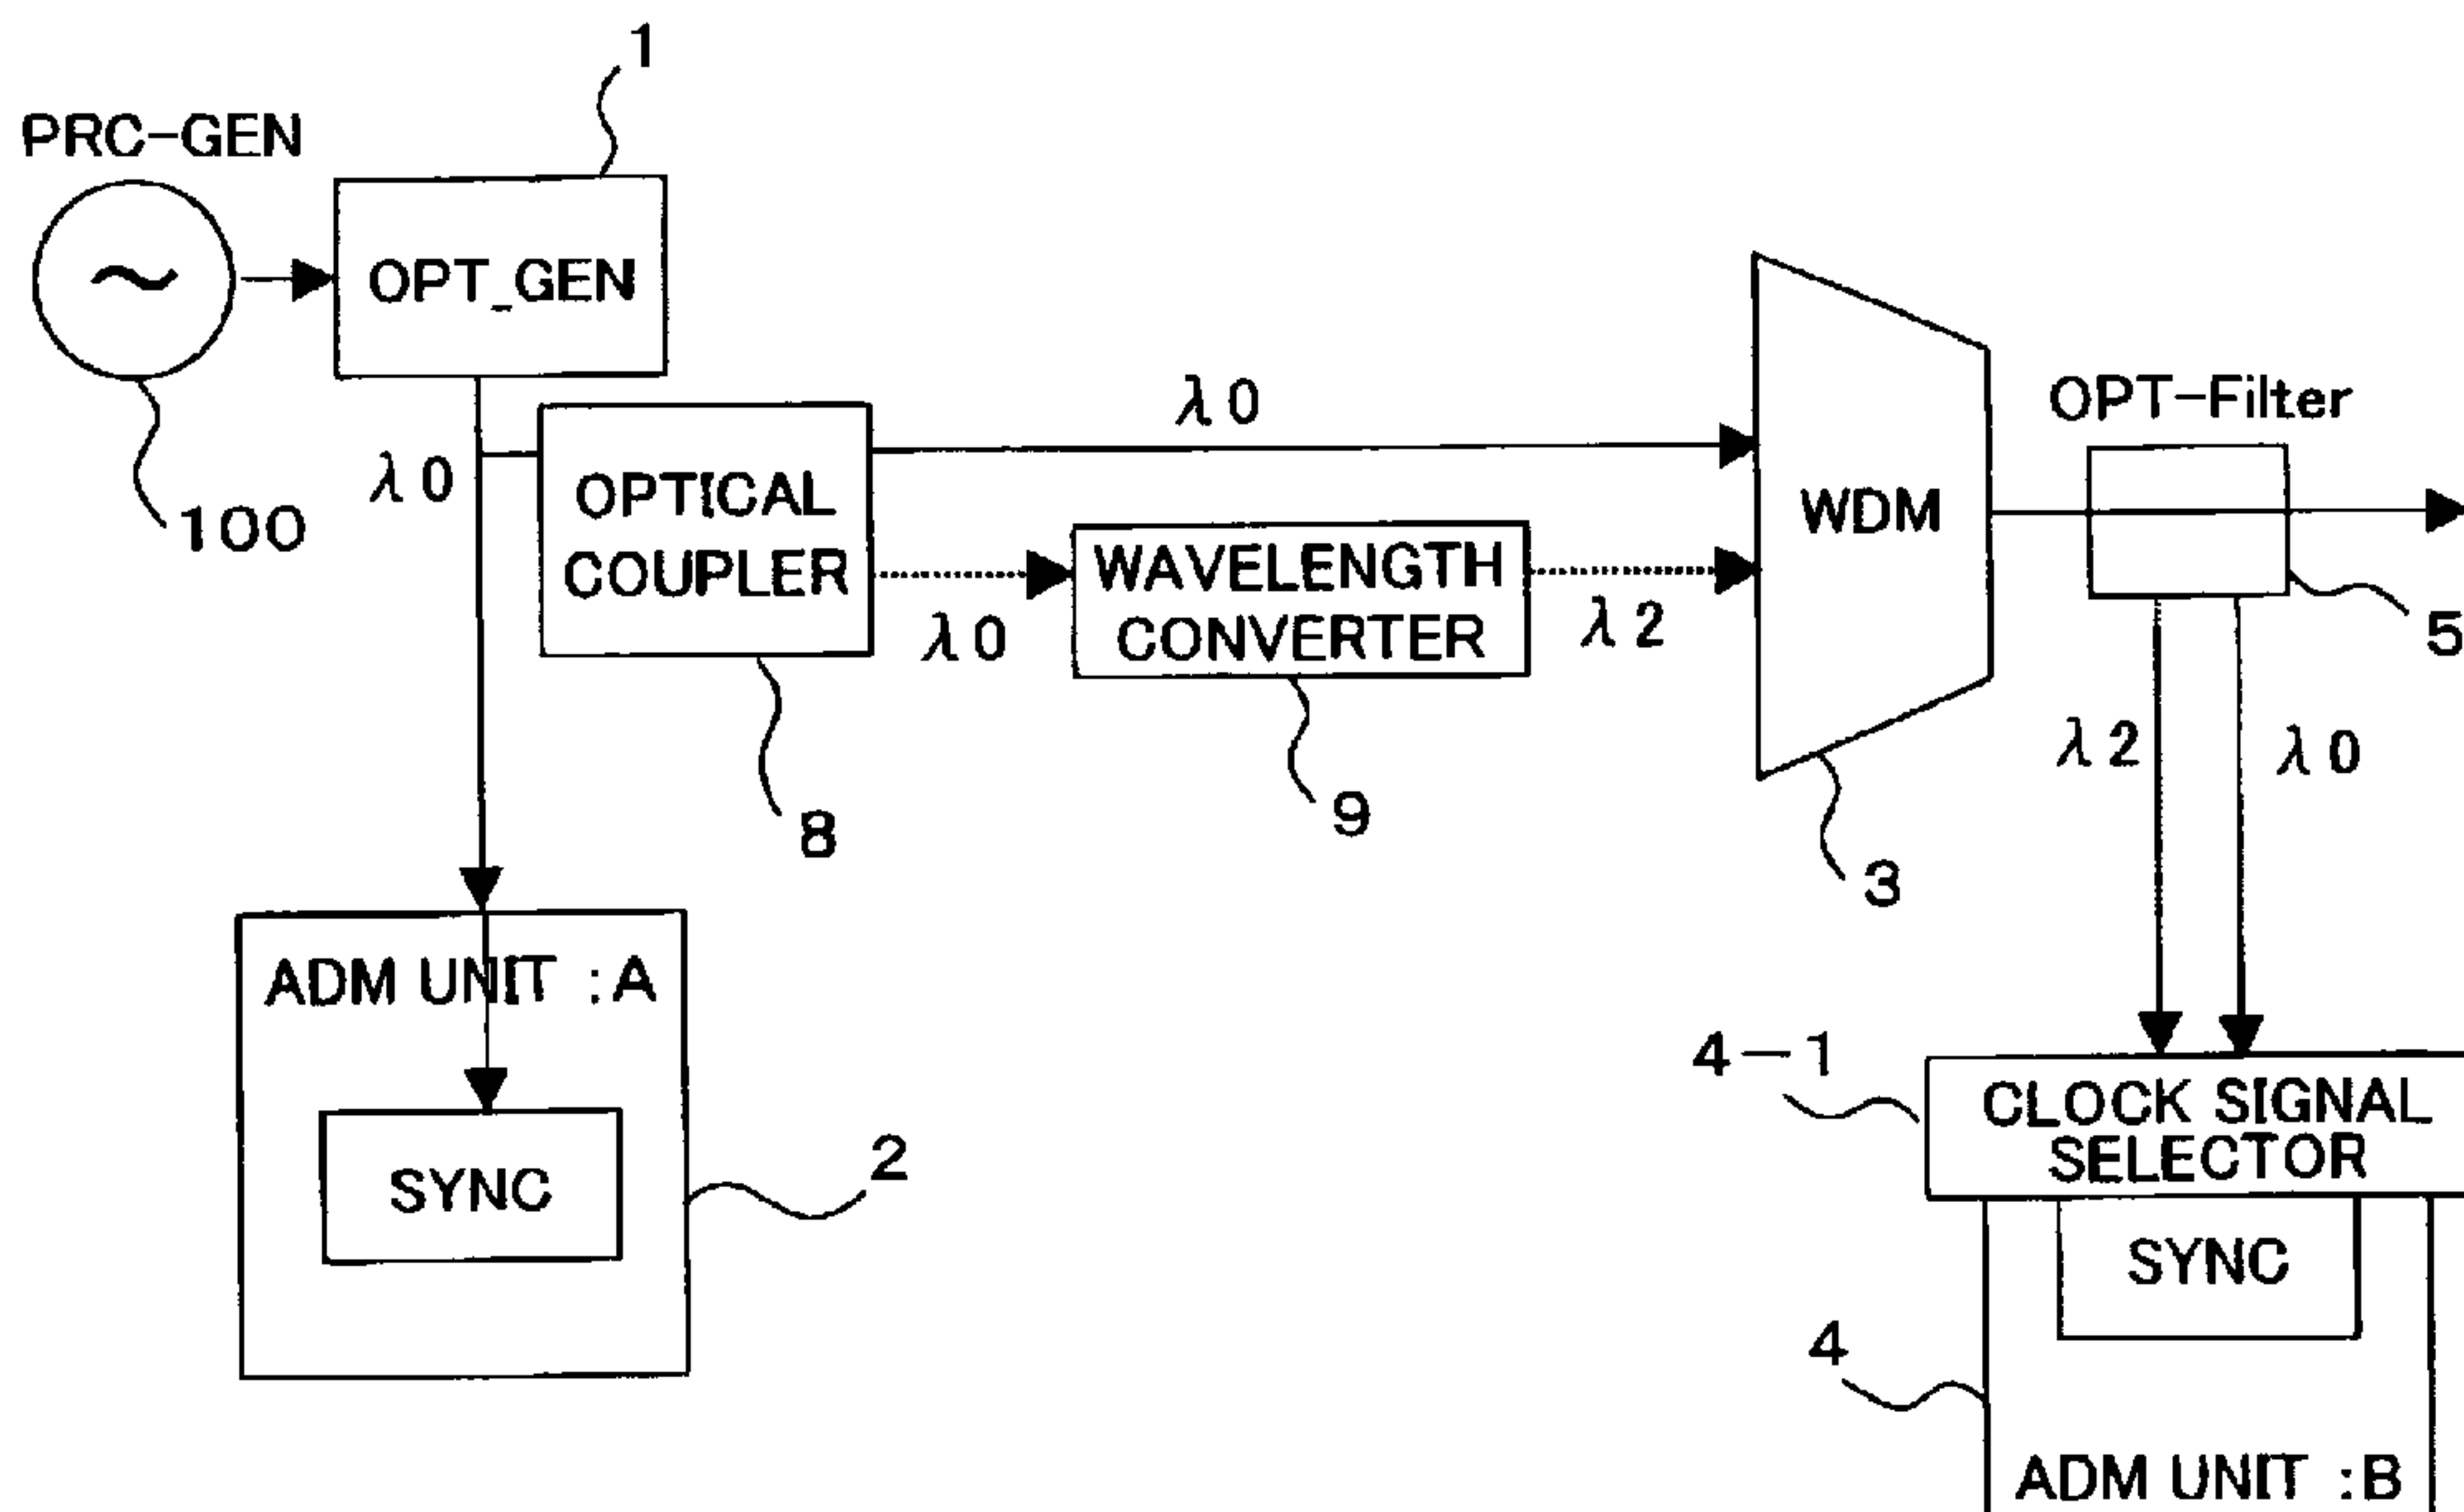 1
PRC-GEN
OPT_GEN
100
λ0
OPTICAL
COUPLER
8
λ0
λ0
WAVELENGTH
CONVERTER
9
λ2
WDM
3
OPT-Filter
5
λ2
λ0
ADM UNIT :A
SYNC
2
4-1
CLOCK SIGNAL
SELECTOR
SYNC
4
ADM UNIT :B